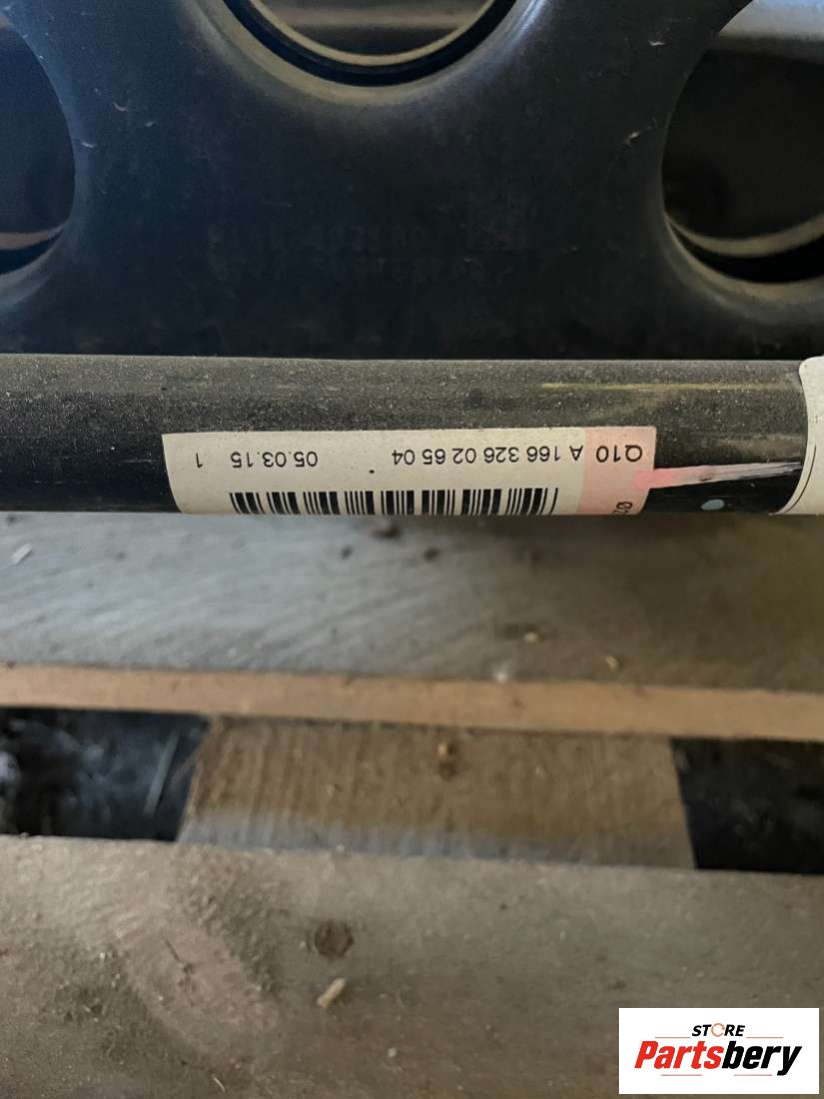 Q10 A 166 326 02 65 04 05.03.15 1
STORE
Partsbery